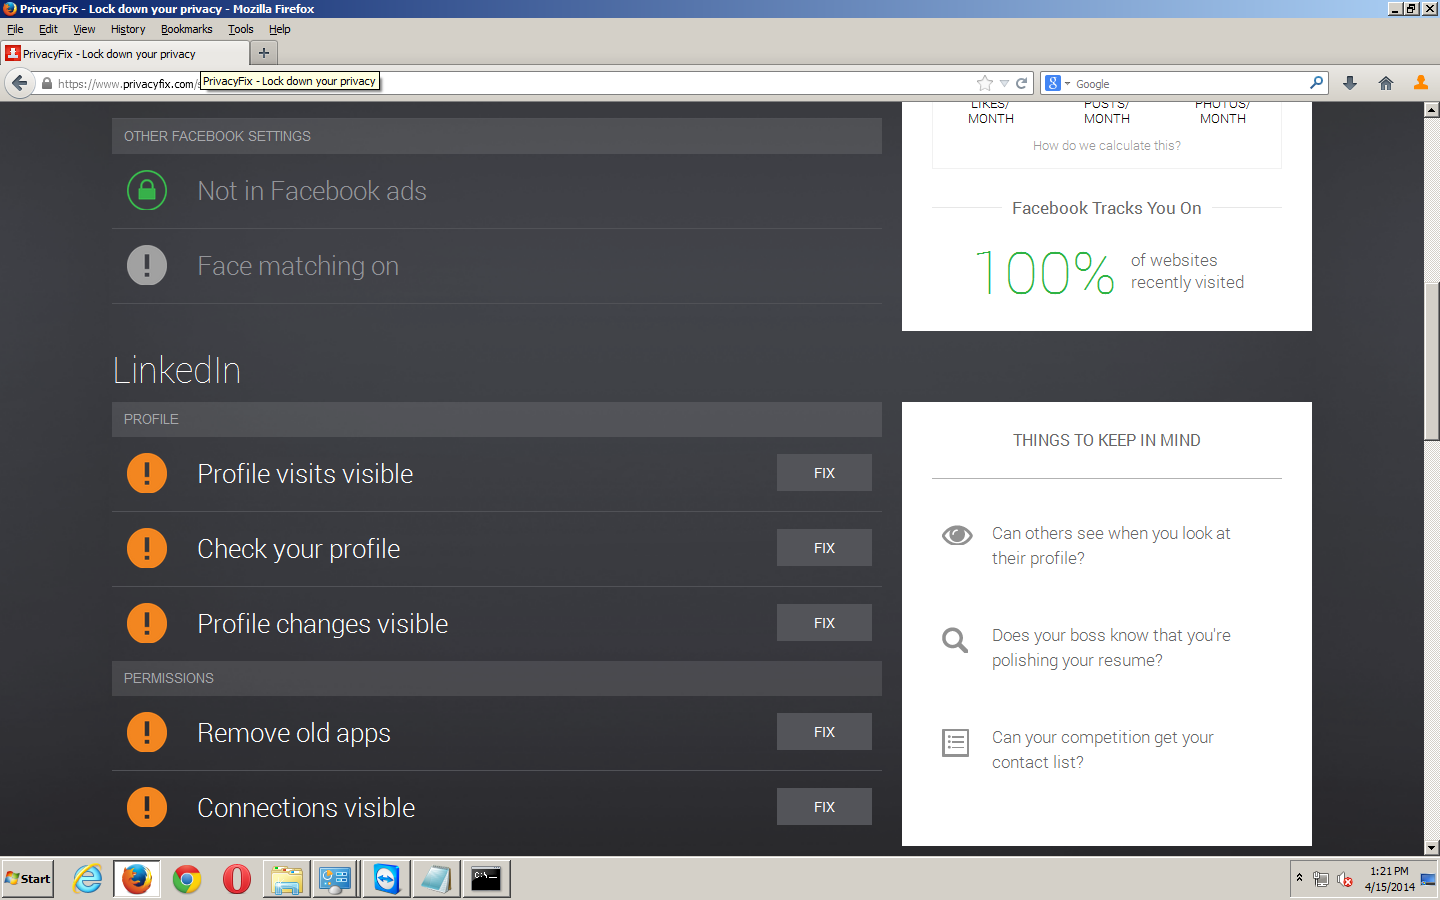 PrivacyFix - Lock down your privacy - Mozilla Firefox
File Edit View History Bookmarks Tools Help
PrivacyFix - Lock down your privacy
https://www.privacyfix.com/
PrivacyFix - Lock down your privacy
Google
LIKES/ POSTS/ PHOTOS/
MONTH MONTH MONTH
How do we calculate this?
OTHER FACEBOOK SETTINGS
Not in Facebook ads
Face matching on
Facebook Tracks You On
100%
of websites
recently visited
LinkedIn
PROFILE
Profile visits visible
FIX
Check your profile
FIX
Profile changes visible
FIX
PERMISSIONS
Remove old apps
FIX
Connections visible
FIX
THINGS TO KEEP IN MIND
Can others see when you look at
their profile?
Does your boss know that you're
polishing your resume?
Can your competition get your
contact list?
Start
C:\
1:21 PM
4/15/2014